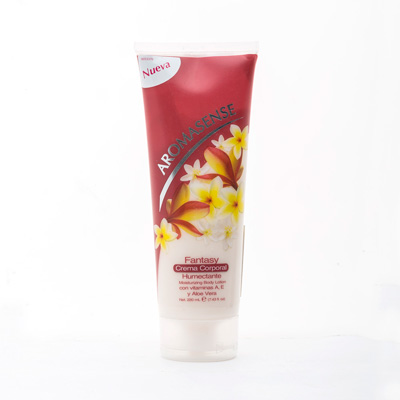 Nueva
AROMASENSE
Fantasy
Crema Corporal
Humectante
Moisturizing Body Lotion
con vitaminas A, E
y Aloe Vera